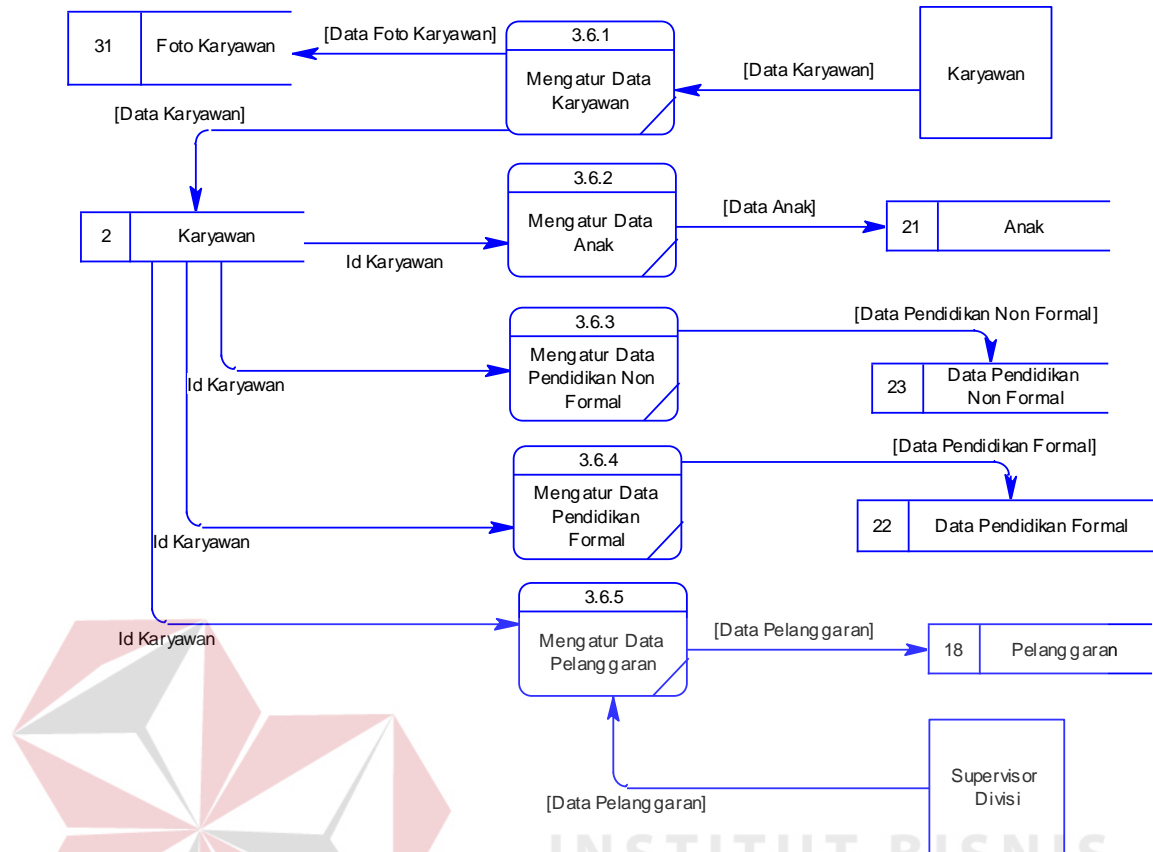 31
Foto Karyawan
[Data Foto Karyawan]
3.6.1
Mengatur Data
Karyawan
[Data Karyawan]
Karyawan
[Data Karyawan]
2
Karyawan
Id Karyawan
3.6.2
Mengatur Data
Anak
[Data Anak]
21
Anak
Id Karyawan
3.6.3
Mengatur Data
Pendidikan Non
Formal
[Data Pendidikan Non Formal]
23
Data Pendidikan
Non Formal
Id Karyawan
3.6.4
Mengatur Data
Pendidikan
Formal
[Data Pendidikan Formal]
22
Data Pendidikan Formal
Id Karyawan
3.6.5
Mengatur Data
Pelanggaran
[Data Pelanggaran]
18
Pelanggaran
[Data Pelanggaran]
Supervisor
Divisi
INSTITUT BISNIS